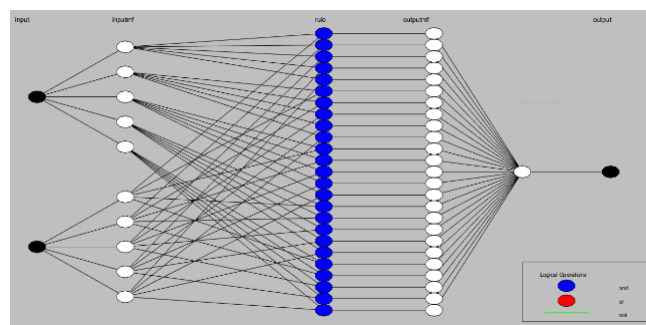 input
inputmf
rule
outputmf
output
Logical Operations
and
or
not